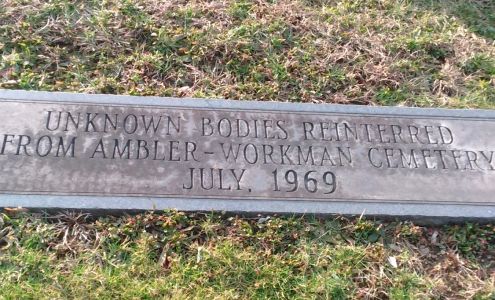 UNKNOWN BODIES REINTERRED
FROM AMBLER-WORKMAN CEMETERY
JULY, 1969